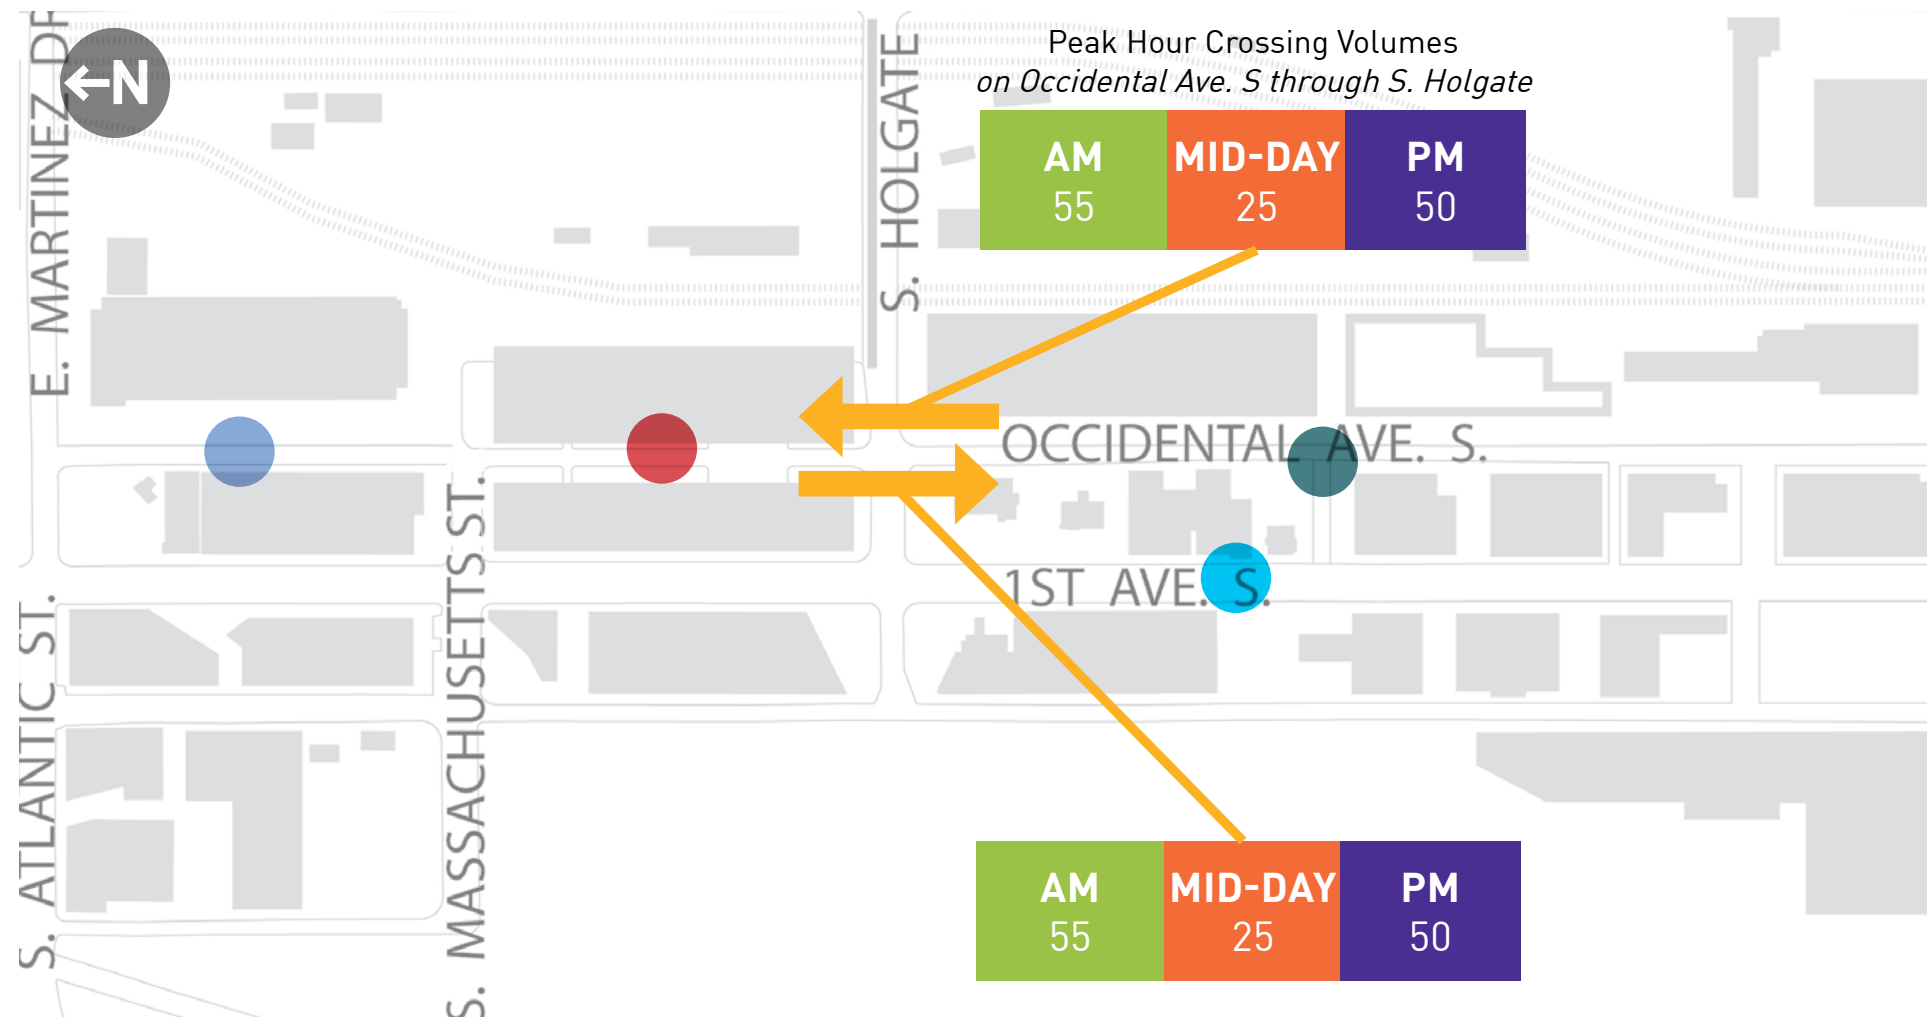 E. MARTINEZ DR
←N
S. HOLGATE
Peak Hour Crossing Volumes
on Occidental Ave. S through S. Holgate
AM MID-DAY PM
55 25 50
OCCIDENTAL AVE. S.
1ST AVE. S.
S. ATLANTIC ST.
S. MASSACHUSETTS ST.
AM MID-DAY PM
55 25 50
S.